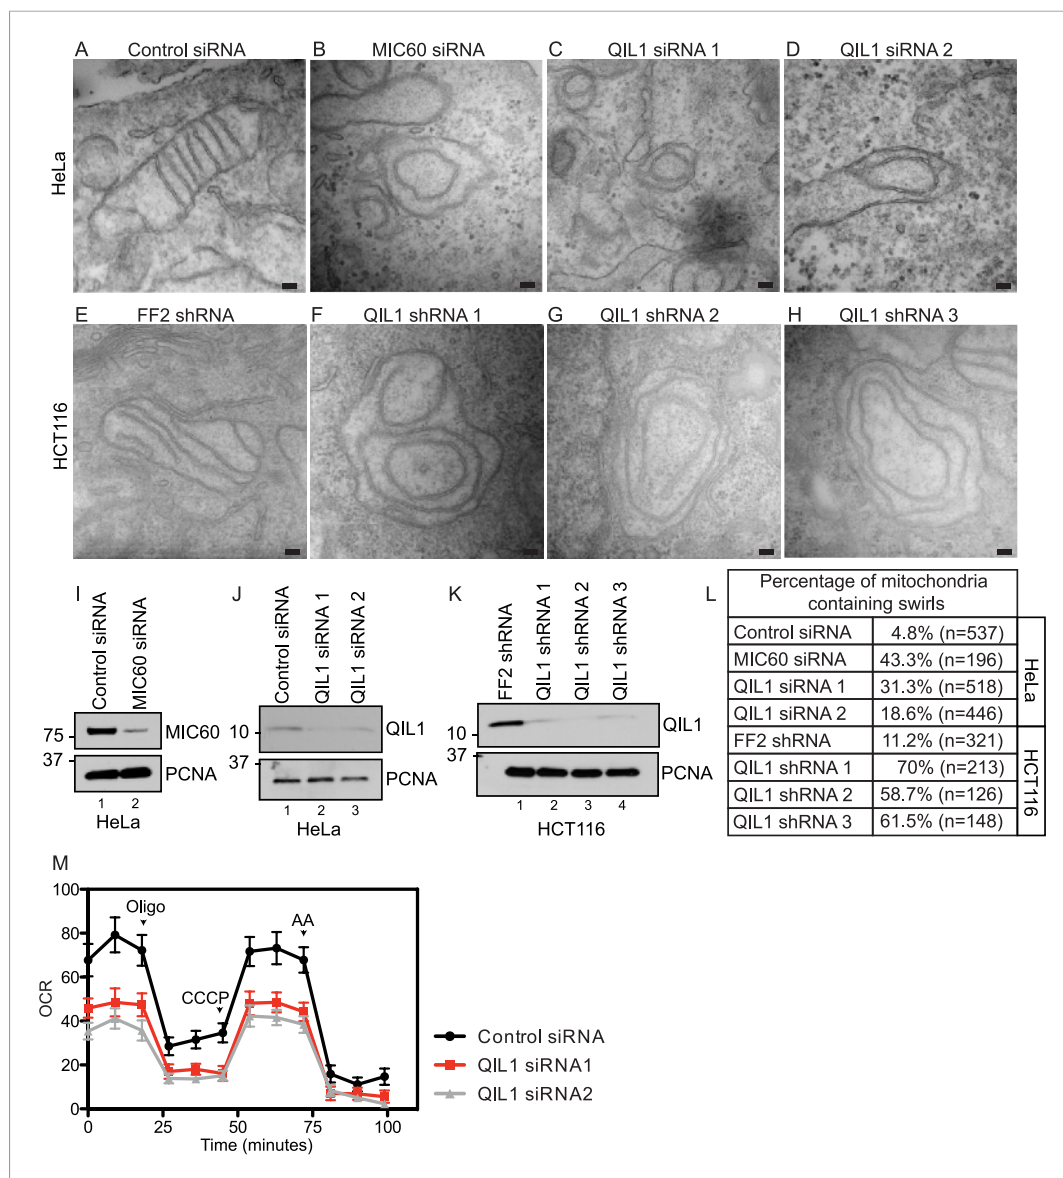 A Control siRNA
B MIC60 siRNA
C QIL1 siRNA 1
D QIL1 siRNA 2
HeLa
E FF2 shRNA
F QIL1 shRNA 1
G QIL1 shRNA 2
H QIL1 shRNA 3
HCT116
I
Control siRNA
MIC60 siRNA
75
MIC60
37
PCNA
1 2
HeLa
J
Control siRNA
QIL1 siRNA 1
QIL1 siRNA 2
10
QIL1
37
PCNA
1 2 3
HeLa
K
FF2 shRNA
QIL1 shRNA 1
QIL1 shRNA 2
QIL1 shRNA 3
10
QIL1
37
PCNA
1 2 3 4
HCT116
L
Percentage of mitochondria
containing swirls
Control siRNA 4.8% (n=537)
MIC60 siRNA 43.3% (n=196)
QIL1 siRNA 1 31.3% (n=518)
QIL1 siRNA 2 18.6% (n=446)
HeLa
FF2 shRNA 11.2% (n=321)
QIL1 shRNA 1 70% (n=213)
QIL1 shRNA 2 58.7% (n=126)
QIL1 shRNA 3 61.5% (n=148)
HCT116
M
100
80
60
40
20
0
OCR
Oligo
CCCP
AA
0 25 50 75 100
Time (minutes)
Control siRNA
QIL1 siRNA1
QIL1 siRNA2